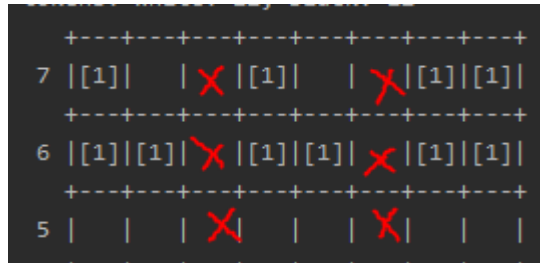 +---+---+---+---+---+---+---+---+
7 |[1]|   | X |[1]|   | X |[1]|[1]|
+---+---+---+---+---+---+---+---+
6 |[1]|[1]| X |[1]|[1]| X |[1]|[1]|
+---+---+---+---+---+---+---+---+
5 |   |   | X |   |   | X |   |   |